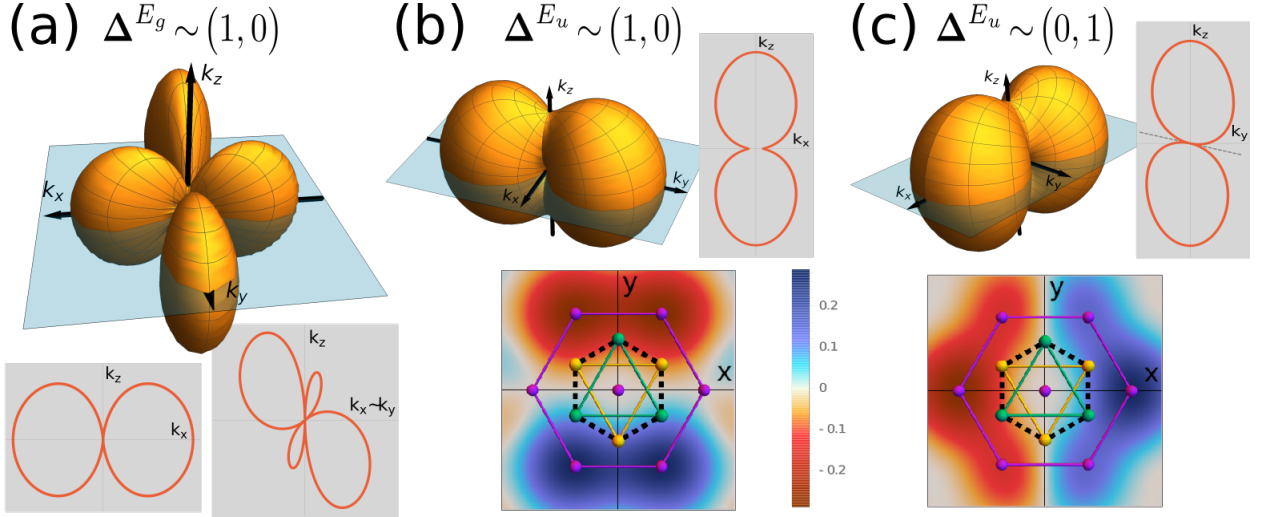 (a) Δ^{E_g} ~ (1,0)
k_z
k_x
k_y
k_z
k_x
k_z
k_x~k_y
(b) Δ^{E_u} ~ (1,0)
k_z
k_x
k_y
k_z
k_x
y
x
0.2
0.1
0
- 0.1
- 0.2
(c) Δ^{E_u} ~ (0,1)
k_z
k_y
k_x
k_z
k_y
y
x